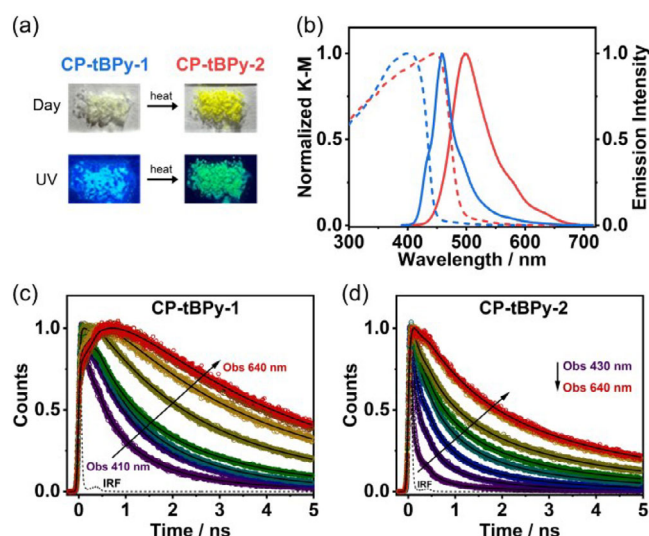 (a)
CP-tBPy-1 CP-tBPy-2
Day heat
UV heat
(b)
Normalized K-M
1.0
0.5
0.0
300 400 500 600 700
Wavelength / nm
1.0
0.5
0.0
Emission Intensity
(c)
CP-tBPy-1
Counts
1.0
0.5
0.0
Obs 640 nm
Obs 410 nm
IRF
0 1 2 3 4 5
Time / ns
(d)
CP-tBPy-2
Counts
1.0
0.5
0.0
Obs 430 nm
Obs 640 nm
IRF
0 1 2 3 4 5
Time / ns